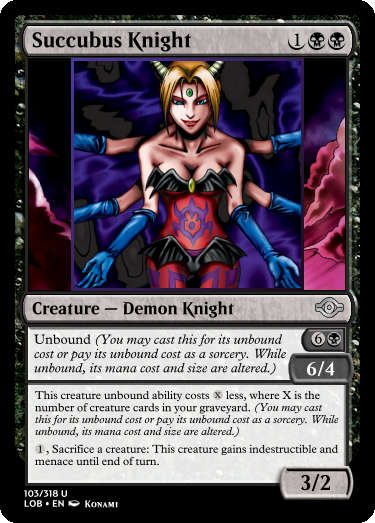 Succubus Knight 1
Creature — Demon Knight
Unbound (You may cast this for its unbound 6
cost or pay its unbound cost as a sorcery. While
unbound, its mana cost and size are altered.) 6/4
This creature unbound ability costs X less, where X is the
number of creature cards in your graveyard. (You may cast
this for its unbound cost or pay its unbound cost as a sorcery. While
unbound, its mana cost and size are altered.)
1, Sacrifice a creature: This creature gains indestructible and
menace until end of turn.
3/2
103/318 U
LOB • EN Konami